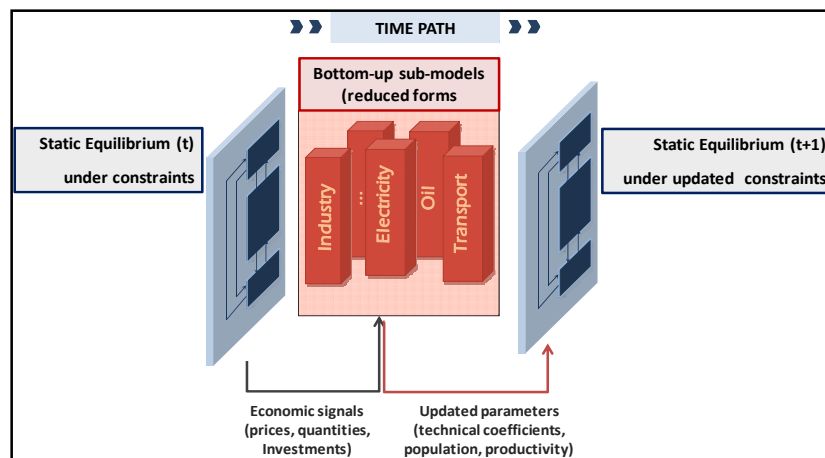 TIME PATH
Bottom-up sub-models
(reduced forms
Static Equilibrium (t)
under constraints
Industry
...
Electricity
Oil
Transport
Static Equilibrium (t+1)
under updated constraints
Economic signals
(prices, quantities,
Investments)
Updated parameters
(technical coefficients,
population, productivity)